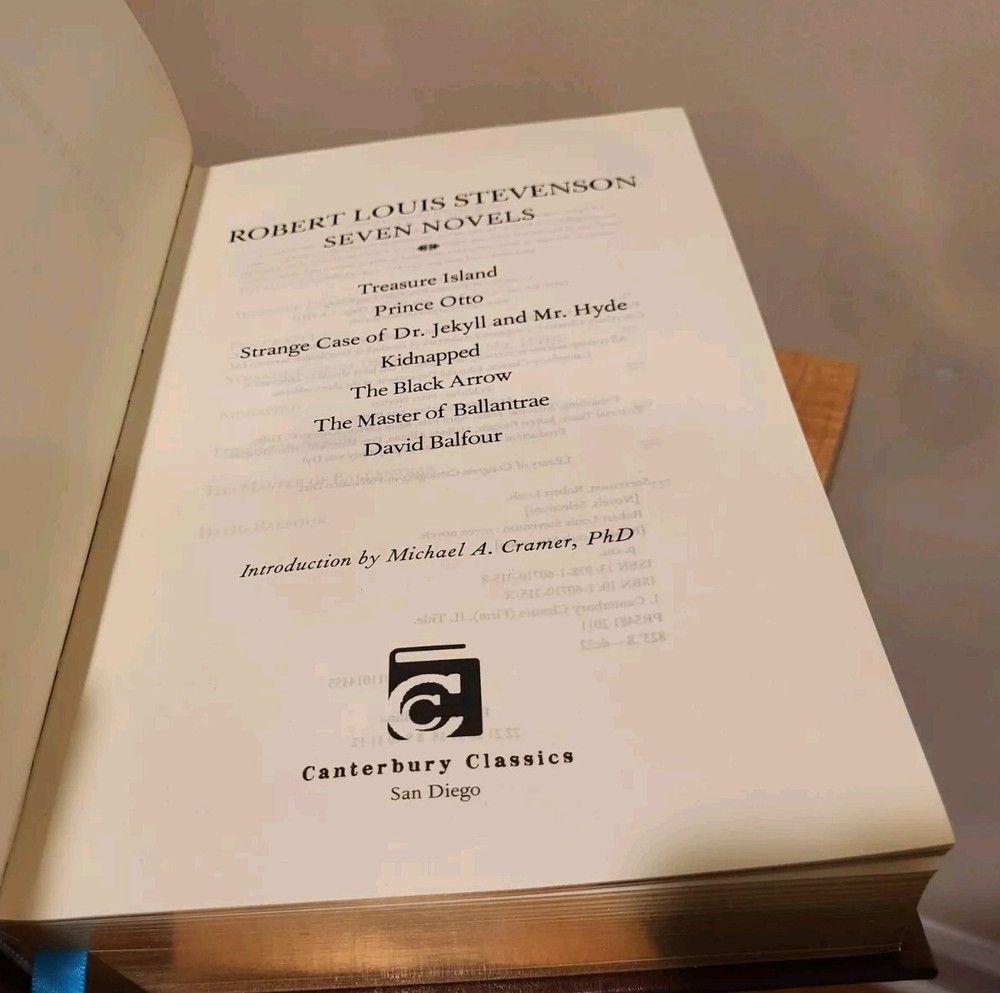 ROBERT LOUIS STEVENSON
SEVEN NOVELS
Treasure Island
Prince Otto
Strange Case of Dr. Jekyll and Mr. Hyde
Kidnapped
The Black Arrow
The Master of Ballantrae
David Balfour
Introduction by Michael A. Cramer, PhD
Canterbury Classics
San Diego